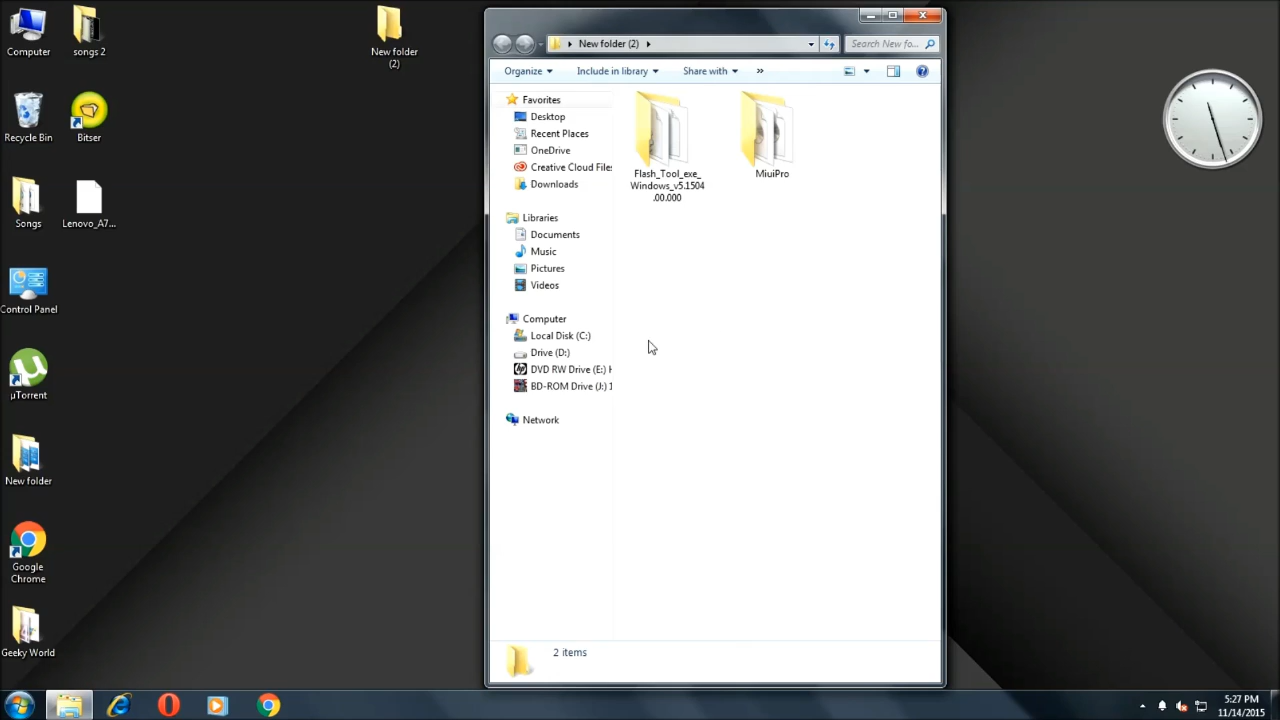 Computer
songs 2
New folder
(2)
Recycle Bin
Bitser
Songs
Lenovo_A7...
Control Panel
µTorrent
New folder
Google
Chrome
Geeky World
New folder (2)
Search New fo...
Organize
Include in library
Share with
»
Favorites
Desktop
Recent Places
OneDrive
Creative Cloud Files
Downloads
Libraries
Documents
Music
Pictures
Videos
Computer
Local Disk (C:)
Drive (D:)
DVD RW Drive (E:) H
BD-ROM Drive (J:) 1
Network
Flash_Tool_exe_
Windows_v5.1504
.00.000
MiuiPro
2 items
5:27 PM
11/14/2015